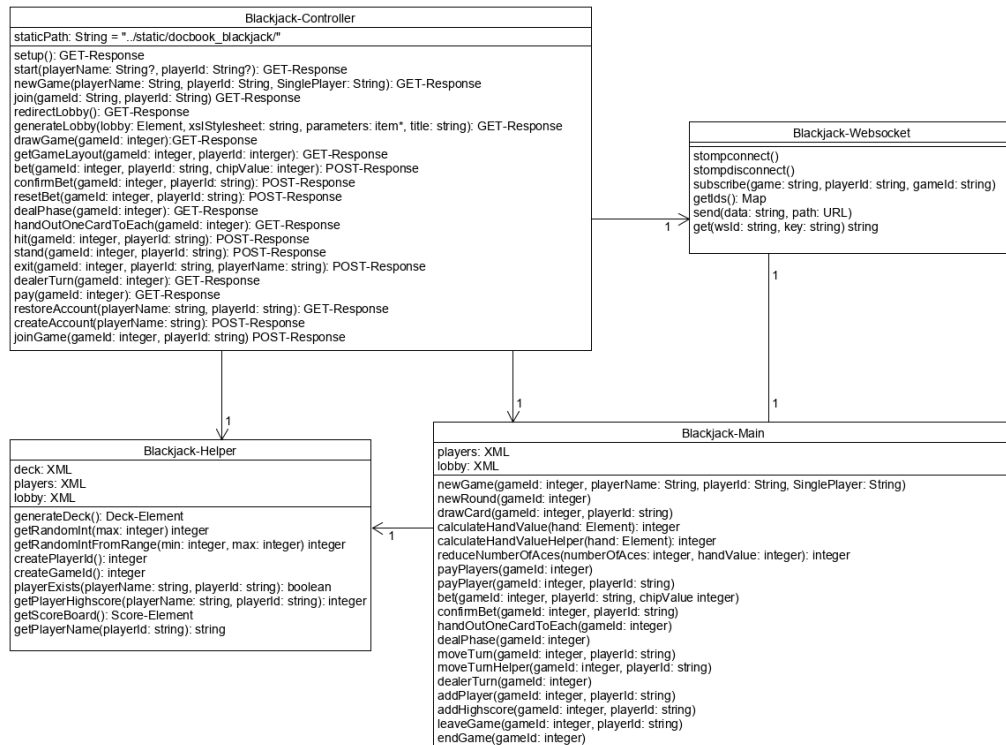 Blackjack-Controller
staticPath: String = "../static/docbook_blackjack/"
setup(): GET-Response
start(playerName: String?, playerId: String?): GET-Response
newGame(playerName: String, playerId: String, SinglePlayer: String): GET-Response
join(gameId: String, playerId: String) GET-Response
redirectLobby(): GET-Response
generateLobby(lobby: Element, xslStylesheet: string, parameters: item*, title: string): GET-Response
drawGame(gameId: integer):GET-Response
getGameLayout(gameId: integer, playerId: interger): GET-Response
bet(gameId: integer, playerId: string, chipValue: integer): POST-Response
confirmBet(gameId: integer, playerId: string): POST-Response
resetBet(gameId: integer, playerId: string): POST-Response
dealPhase(gameId: integer): GET-Response
handOutOneCardToEach(gameId: integer): GET-Response
hit(gameId: integer, playerId: string): POST-Response
stand(gameId: integer, playerId: string): POST-Response
exit(gameId: integer, playerId: string, playerName: string): POST-Response
dealerTurn(gameId: integer): GET-Response
pay(gameId: integer): GET-Response
restoreAccount(playerName: string, playerId: string): GET-Response
createAccount(playerName: string): POST-Response
joinGame(gameId: integer, playerId: string) POST-Response
Blackjack-Websocket
stompconnect()
stompdisconnect()
subscribe(game: string, playerId: string, gameId: string)
getIds(): Map
send(data: string, path: URL)
get(wsId: string, key: string) string
1
1
1
1
1
1
Blackjack-Helper
deck: XML
players: XML
lobby: XML
generateDeck(): Deck-Element
getRandomInt(max: integer) integer
getRandomIntFromRange(min: integer, max: integer) integer
createPlayerId(): integer
createGameId(): integer
playerExists(playerName: string, playerId: string): boolean
getPlayerHighscore(playerName: string, playerId: string): integer
getScoreBoard(): Score-Element
getPlayerName(playerId: string): string
Blackjack-Main
players: XML
lobby: XML
newGame(gameId: integer, playerName: String, playerId: String, SinglePlayer: String)
newRound(gameId: integer)
drawCard(gameId: integer, playerId: string)
calculateHandValue(hand: Element): integer
calculateHandValueHelper(hand: Element): integer
reduceNumberOfAces(numberOfAces: integer, handValue: integer): integer
payPlayers(gameId: integer)
payPlayer(gameId: integer, playerId: string)
bet(gameId: integer, playerId: string, chipValue integer)
confirmBet(gameId: integer, playerId: string)
handOutOneCardToEach(gameId: integer)
dealPhase(gameId: integer)
moveTurn(gameId: integer, playerId: string)
moveTurnHelper(gameId: integer, playerId: string)
dealerTurn(gameId: integer)
addPlayer(gameId: integer, playerId: string)
addHighscore(gameId: integer, playerId: string)
leaveGame(gameId: integer, playerId: string)
endGame(gameId: integer)